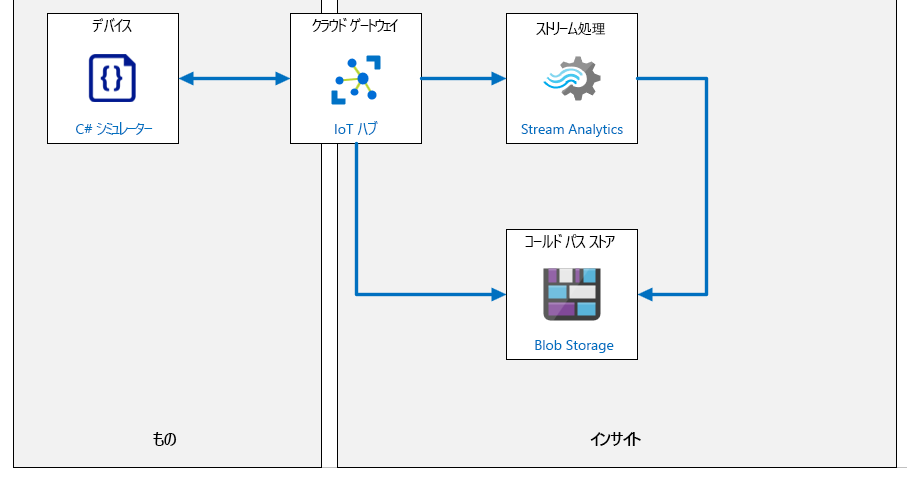 デバイス
C# シミュレーター
クラウド ゲートウェイ
IoT ハブ
ストリーム処理
Stream Analytics
コールド パス ストア
Blob Storage
もの
インサイト